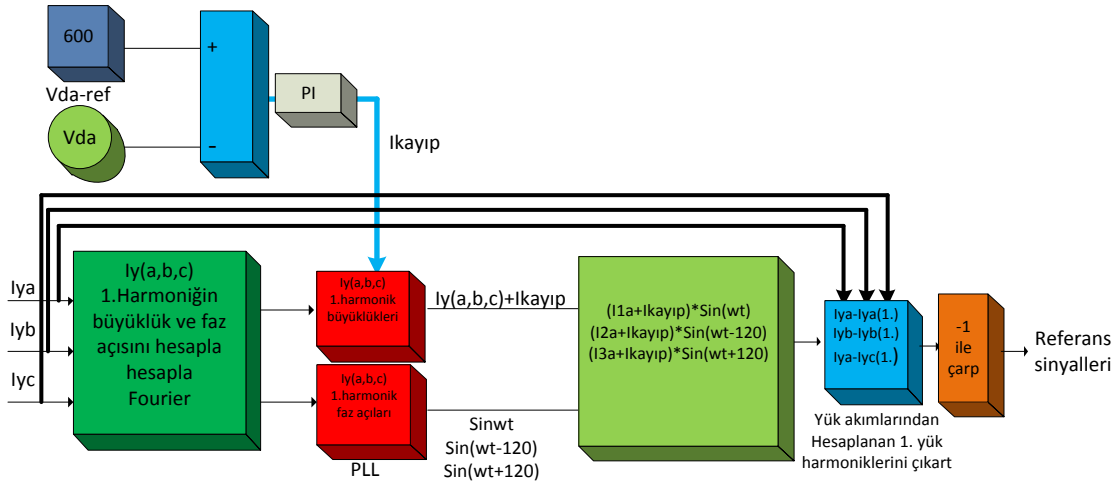 600
+
Vda-ref
PI
Vda
-
Ikayıp
Iya
Iyb
Iyc
Iy(a,b,c)
1.Harmoniğin
büyüklük ve faz
açısını hesapla
hesapla
Fourier
Iy(a,b,c)
1.harmonik
büyüklükleri
Iy(a,b,c)+Ikayıp
Iy(a,b,c)
1.harmonik
faz açıları
PLL
Sinwt
Sin(wt-120)
Sin(wt+120)
(I1a+Ikayıp)*Sin(wt)
(I2a+Ikayıp)*Sin(wt-120)
(I3a+Ikayıp)*Sin(wt+120)
Iya-Iya(1.)
Iyb-Iyb(1.)
Iya-Iyc(1.)
Yük akımlarından
Hesaplanan 1. yük
harmoniklerini çıkart
-1
ile
çarp
Referans
sinyalleri